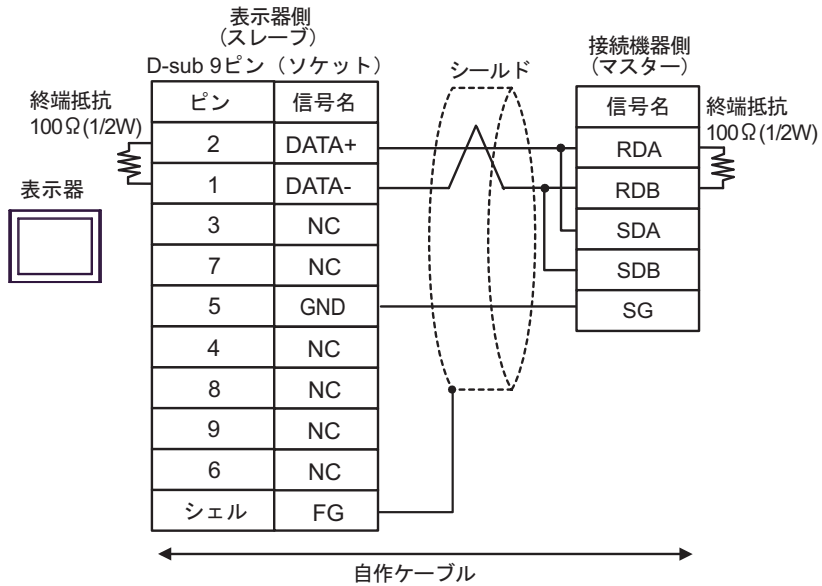 表示器側
（スレーブ）
D-sub 9ピン（ソケット）
シールド
接続機器側
（マスター）
終端抵抗
100Ω(1/2W)
表示器
ピン 信号名
2 DATA+
1 DATA-
3 NC
7 NC
5 GND
4 NC
8 NC
9 NC
6 NC
シェル FG
信号名
RDA
RDB
SDA
SDB
SG
終端抵抗
100Ω(1/2W)
自作ケーブル